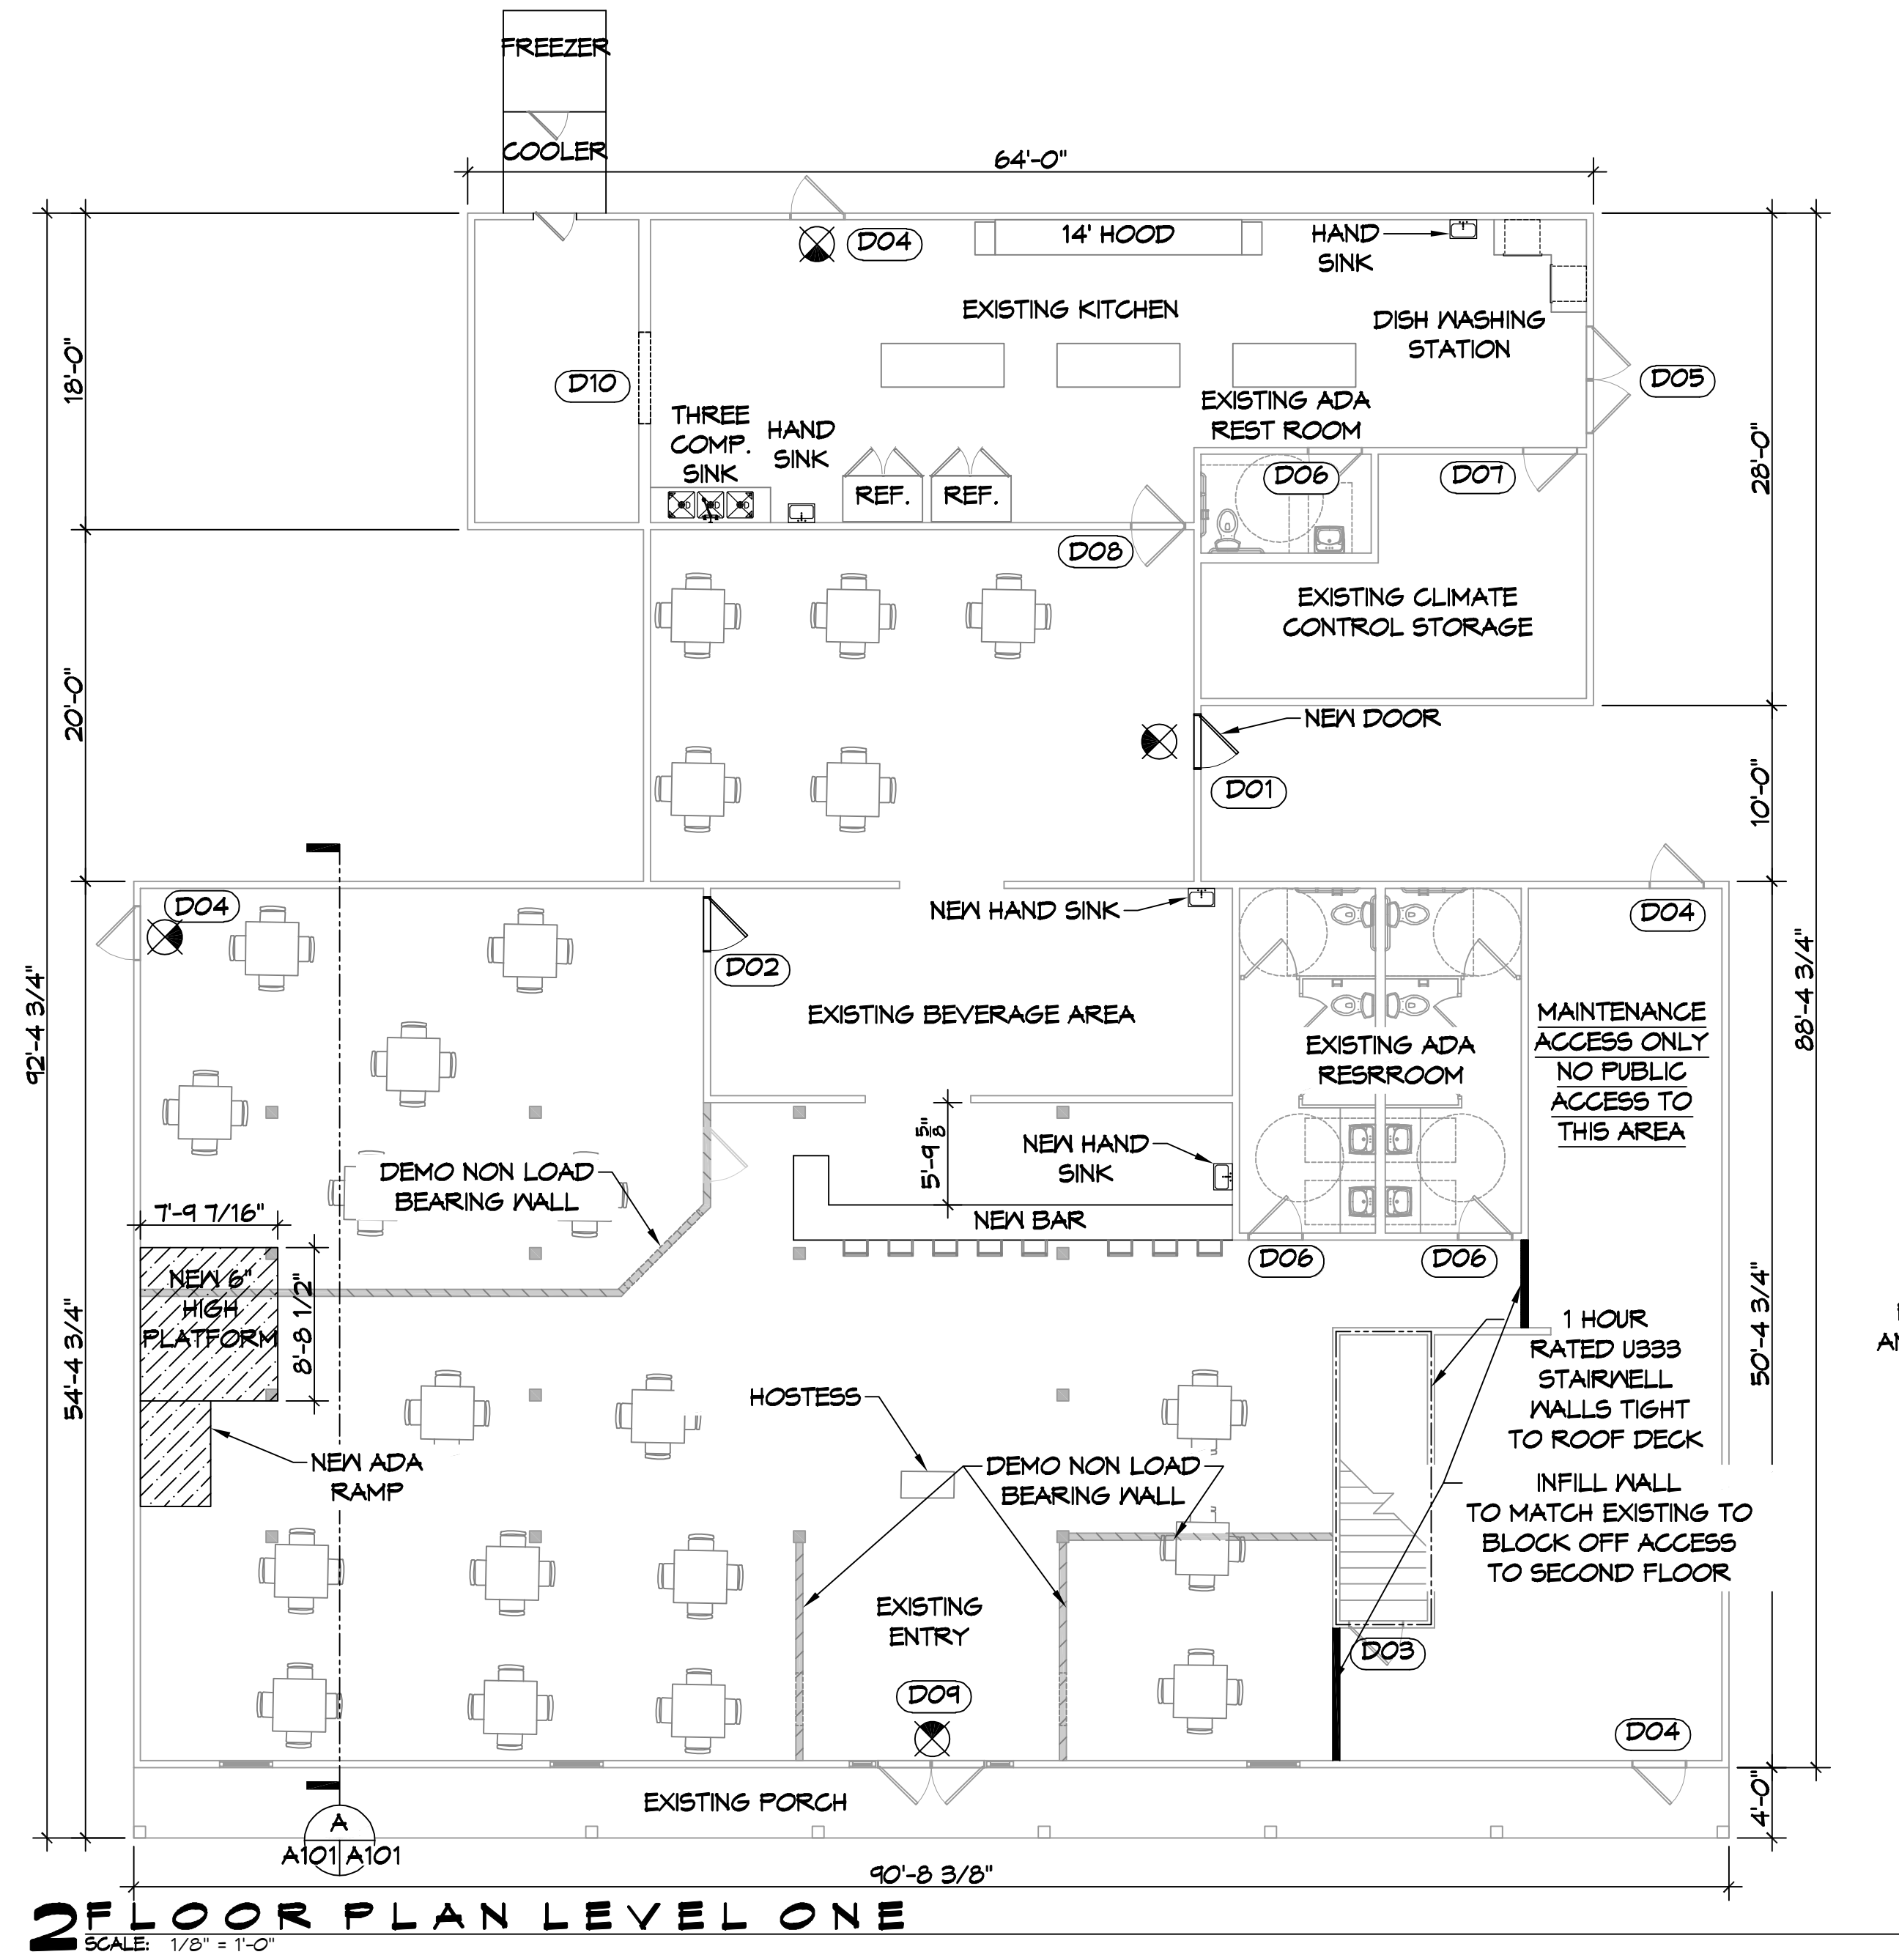 FREEZER
COOLER
64'-0"
D04
14' HOOD
HAND
SINK
EXISTING KITCHEN
DISH WASHING
STATION
18'-0"
D10
D05
THREE
COMP.
SINK
HAND
SINK
EXISTING ADA
REST ROOM
REF.
REF.
D06
D07
28'-0"
D08
EXISTING CLIMATE
CONTROL STORAGE
20'-0"
NEW DOOR
D01
10'-0"
D04
NEW HAND SINK
D04
D02
92'-4 3/4"
88'-4 3/4"
EXISTING BEVERAGE AREA
MAINTENANCE
ACCESS ONLY
NO PUBLIC
ACCESS TO
THIS AREA
EXISTING ADA
RESRROOM
5'-9 5/8"
NEW HAND
SINK
DEMO NON LOAD
BEARING WALL
7'-9 7/16"
NEW BAR
D06
D06
NEW 6"
HIGH
PLATFORM
8'-8 1/2"
54'-4 3/4"
50'-4 3/4"
1 HOUR
RATED U333
STAIRWELL
WALLS TIGHT
TO ROOF DECK
HOSTESS
NEW ADA
RAMP
DEMO NON LOAD
BEARING WALL
INFILL WALL
TO MATCH EXISTING TO
BLOCK OFF ACCESS
TO SECOND FLOOR
EXISTING
ENTRY
D03
D09
D04
EXISTING PORCH
4'-0"
A
A101 A101
90'-8 3/8"
2 FLOOR PLAN LEVEL ONE
SCALE: 1/8" = 1'-0"